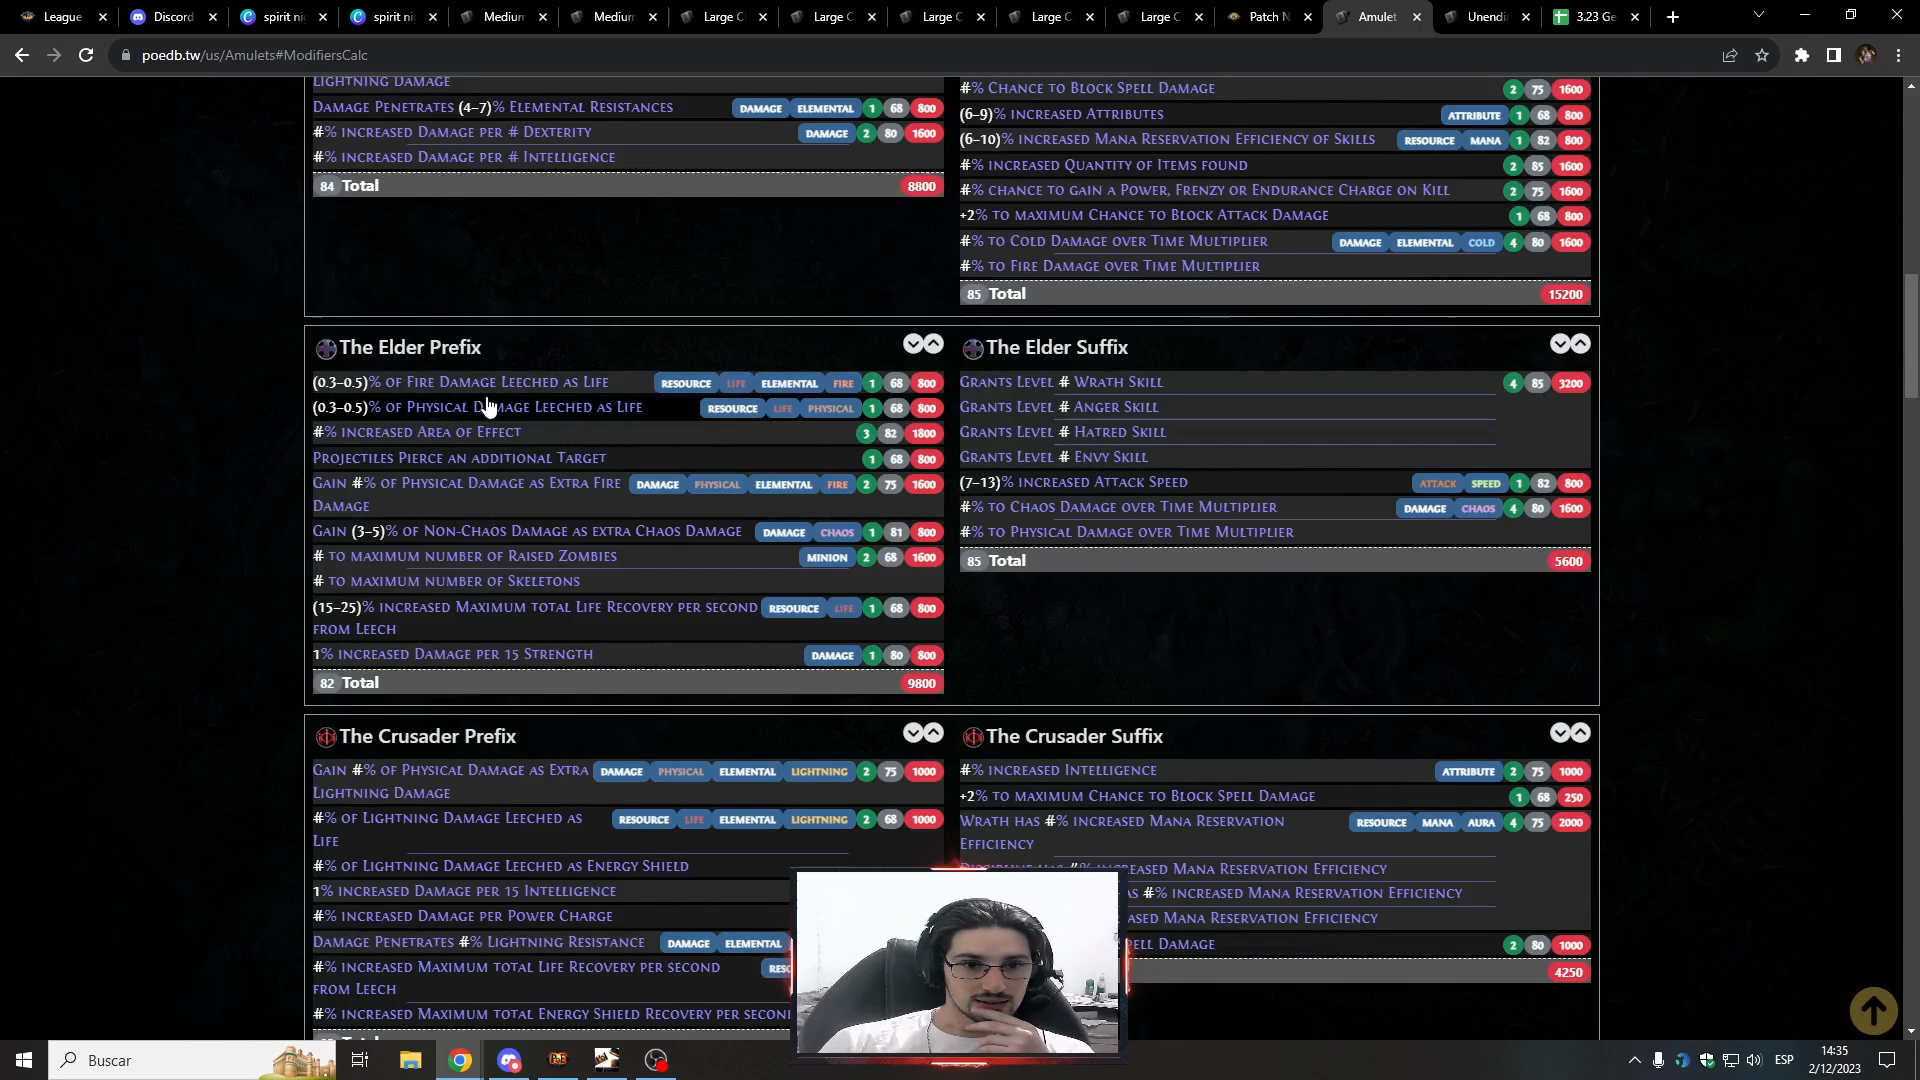 League
Discord
spirit ni
spirit ni
Medium
Medium
Large C
Large C
Large C
Large C
Large C
Patch N
Amulet
Unendin
3.23 Ge
poedb.tw/us/Amulets#ModifiersCalc
Lightning Damage
Damage Penetrates (4–7)% Elemental Resistances DAMAGE ELEMENTAL 1 68 800
#% increased Damage per # Dexterity DAMAGE 2 80 1600
#% increased Damage per # Intelligence
84 Total 8800
#% Chance to Block Spell Damage 2 75 1600
(6–9)% increased Attributes ATTRIBUTE 1 68 800
(6–10)% increased Mana Reservation Efficiency of Skills RESOURCE MANA 1 82 800
#% increased Quantity of Items found 2 85 1600
#% chance to gain a Power, Frenzy or Endurance Charge on Kill 2 75 1600
+2% to maximum Chance to Block Attack Damage 1 68 800
#% to Cold Damage over Time Multiplier DAMAGE ELEMENTAL COLD 4 80 1600
#% to Fire Damage over Time Multiplier
85 Total 15200
The Elder Prefix
(0.3–0.5)% of Fire Damage Leeched as Life RESOURCE LIFE ELEMENTAL FIRE 1 68 800
(0.3–0.5)% of Physical Damage Leeched as Life RESOURCE LIFE PHYSICAL 1 68 800
#% increased Area of Effect 3 82 1800
Projectiles Pierce an additional Target 1 68 800
Gain #% of Physical Damage as Extra Fire DAMAGE PHYSICAL ELEMENTAL FIRE 2 75 1600
Damage
Gain (3–5)% of Non-Chaos Damage as extra Chaos Damage DAMAGE CHAOS 1 81 800
# to maximum number of Raised Zombies MINION 2 68 1600
# to maximum number of Skeletons
(15–25)% increased Maximum total Life Recovery per second RESOURCE LIFE 1 68 800
from Leech
1% increased Damage per 15 Strength DAMAGE 1 80 800
82 Total 9800
The Elder Suffix
Grants Level # Wrath Skill 4 85 3200
Grants Level # Anger Skill
Grants Level # Hatred Skill
Grants Level # Envy Skill
(7–13)% increased Attack Speed ATTACK SPEED 1 82 800
#% to Chaos Damage over Time Multiplier DAMAGE CHAOS 4 80 1600
#% to Physical Damage over Time Multiplier
85 Total 5600
The Crusader Prefix
Gain #% of Physical Damage as Extra DAMAGE PHYSICAL ELEMENTAL LIGHTNING 2 75 1000
Lightning Damage
#% of Lightning Damage Leeched as RESOURCE LIFE ELEMENTAL LIGHTNING 2 68 1000
Life
#% of Lightning Damage Leeched as Energy Shield
1% increased Damage per 15 Intelligence
#% increased Damage per Power Charge
Damage Penetrates #% Lightning Resistance DAMAGE ELEMENTAL
#% increased Maximum total Life Recovery per second
from Leech
#% increased Maximum total Energy Shield Recovery per second
The Crusader Suffix
#% increased Intelligence ATTRIBUTE 2 75 1000
+2% to maximum Chance to Block Spell Damage 1 68 250
Wrath has #% increased Mana Reservation RESOURCE MANA AURA 4 75 2000
Efficiency
#% increased Mana Reservation Efficiency
#% increased Mana Reservation Efficiency
Mana Reservation Efficiency
Damage 2 80 1000
4250
Buscar
ESP
14:35
2/12/2023